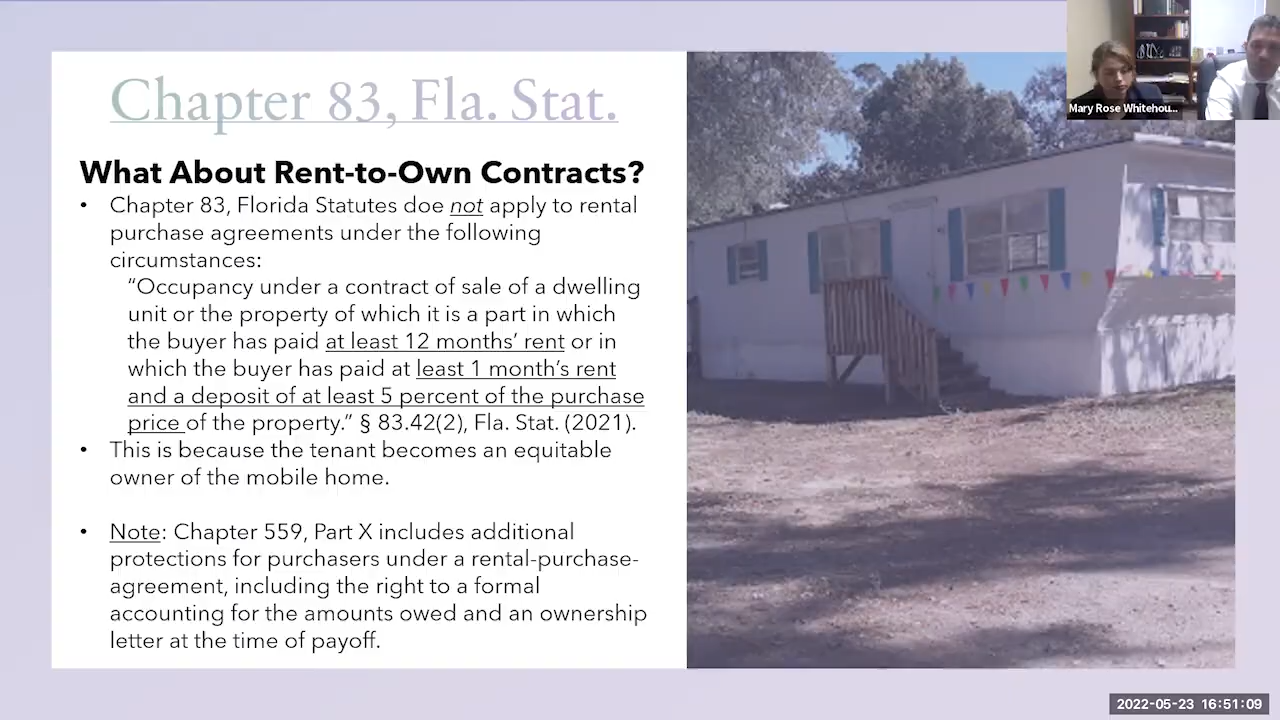 Chapter 83, Fla. Stat.
What About Rent-to-Own Contracts?
• Chapter 83, Florida Statutes doe not apply to rental
purchase agreements under the following
circumstances:
“Occupancy under a contract of sale of a dwelling
unit or the property of which it is a part in which
the buyer has paid at least 12 months’ rent or in
which the buyer has paid at least 1 month’s rent
and a deposit of at least 5 percent of the purchase
price of the property.” § 83.42(2), Fla. Stat. (2021).
• This is because the tenant becomes an equitable
owner of the mobile home.
• Note: Chapter 559, Part X includes additional
protections for purchasers under a rental-purchase-
agreement, including the right to a formal
accounting for the amounts owed and an ownership
letter at the time of payoff.
Mary Rose Whitehou...
2022-05-23 16:51:09